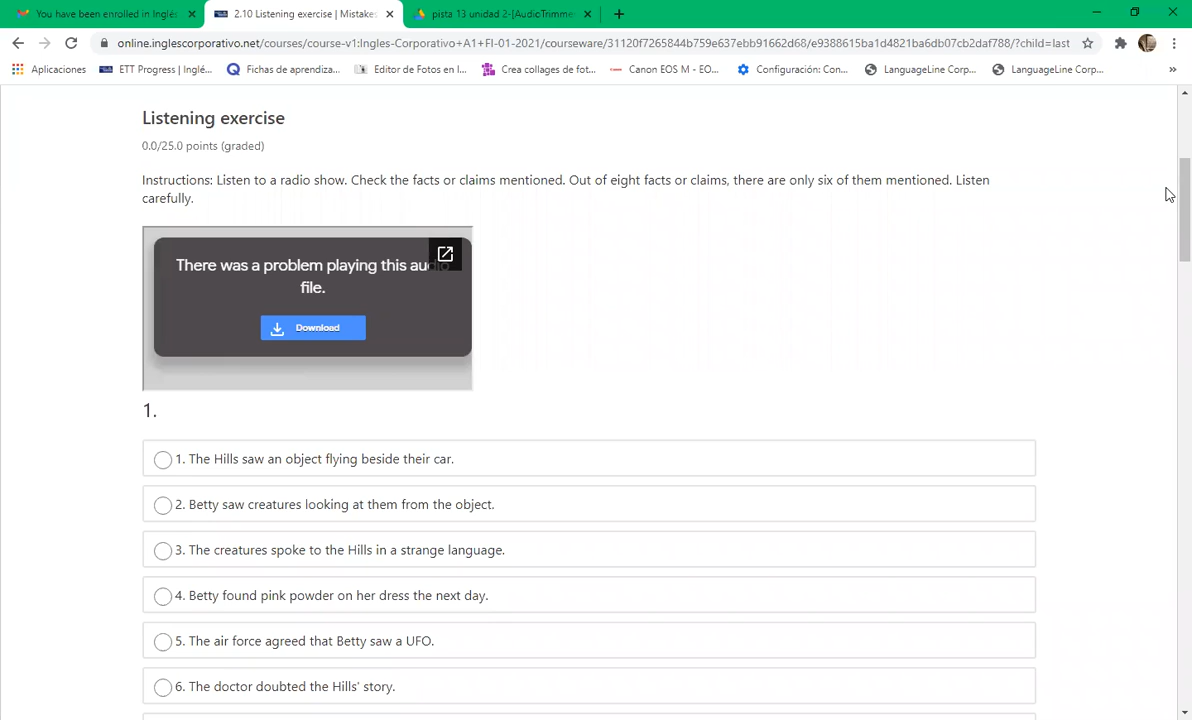 You have been enrolled in Inglés
2.10 Listening exercise | Mistakes
pista 13 unidad 2-[AudioTrimmer
online.inglescorporativo.net/courses/course-v1:Ingles-Corporativo+A1+FI-01-2021/courseware/31120f7265844b759e637ebb91662d68/e9388615ba1d4821ba6db07cb2daf788/?child=last
Aplicaciones
ETT Progress | Inglé...
Fichas de aprendiza...
Editor de Fotos en l...
Crea collages de fot...
Canon EOS M - EO...
Configuración: Con...
LanguageLine Corp...
LanguageLine Corp...
»
Listening exercise
0.0/25.0 points (graded)
Instructions: Listen to a radio show. Check the facts or claims mentioned. Out of eight facts or claims, there are only six of them mentioned. Listen
carefully.
There was a problem playing this audio
file.
Download
1.
1. The Hills saw an object flying beside their car.
2. Betty saw creatures looking at them from the object.
3. The creatures spoke to the Hills in a strange language.
4. Betty found pink powder on her dress the next day.
5. The air force agreed that Betty saw a UFO.
6. The doctor doubted the Hills' story.